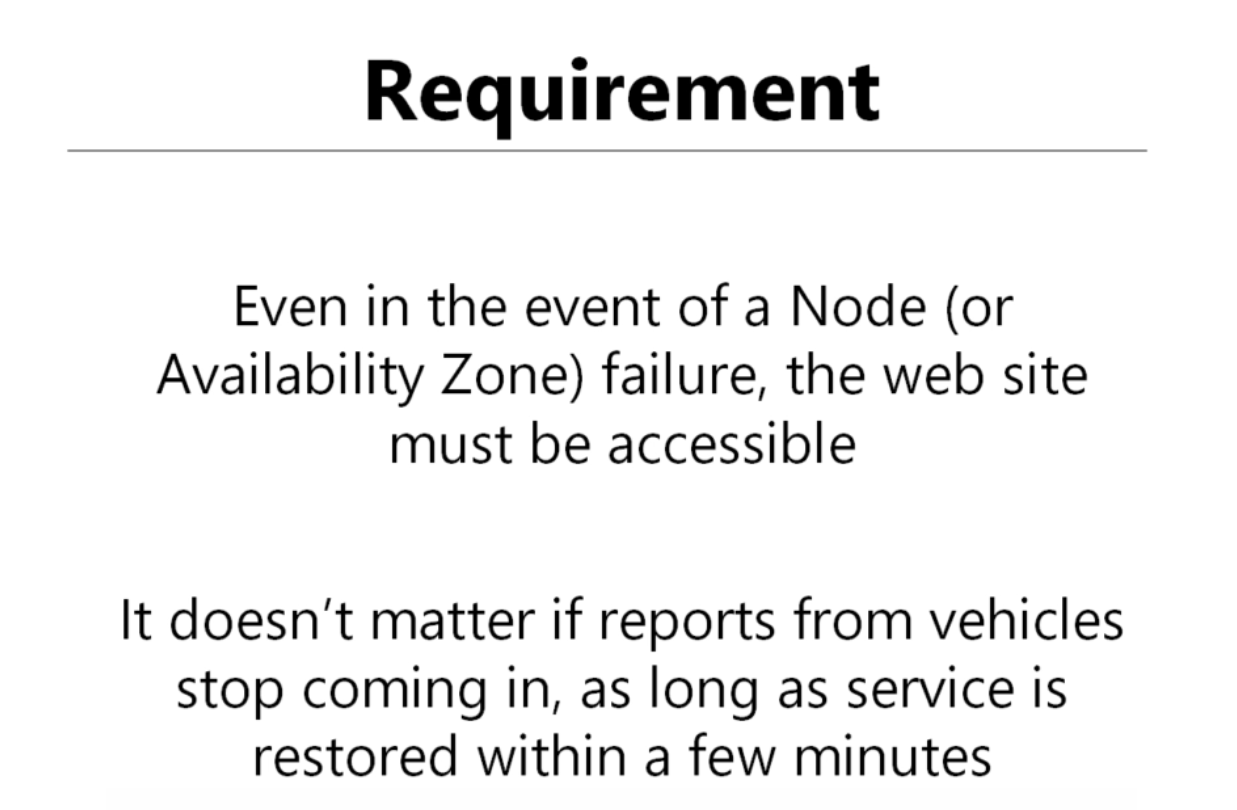 Requirement
Even in the event of a Node (or
Availability Zone) failure, the web site
must be accessible
It doesn’t matter if reports from vehicles
stop coming in, as long as service is
restored within a few minutes